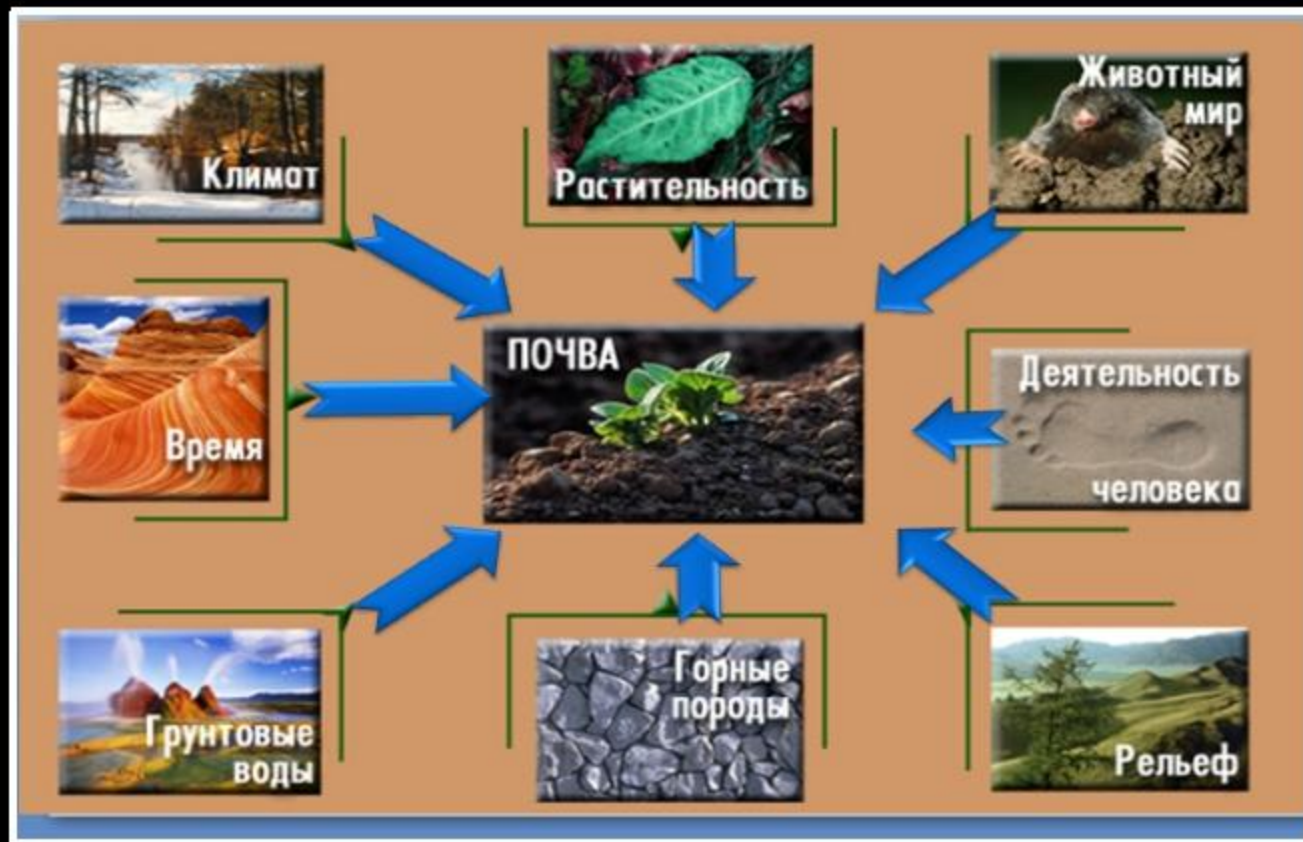 Климат
Растительность
Животный
мир
Время
ПОЧВА
Деятельность
человека
Грунтовые
воды
Горные
породы
Рельеф